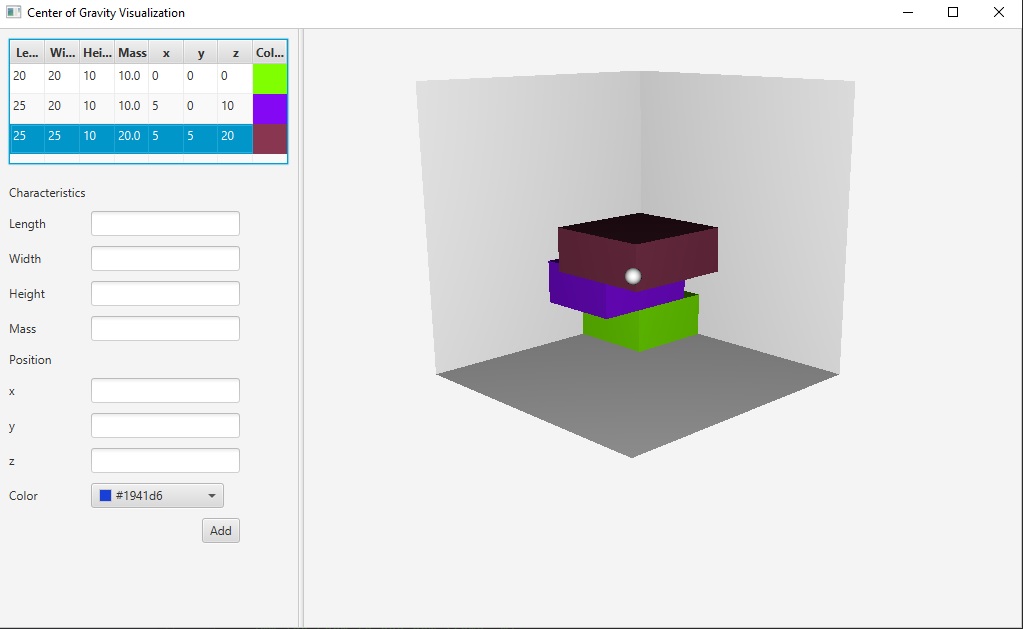 Center of Gravity Visualization
Le... Wi... Hei... Mass x y z Col...
20 20 10 10.0 0 0 0
25 20 10 10.0 5 0 10
25 25 10 20.0 5 5 20
Characteristics
Length
Width
Height
Mass
Position
x
y
z
Color #1941d6
Add